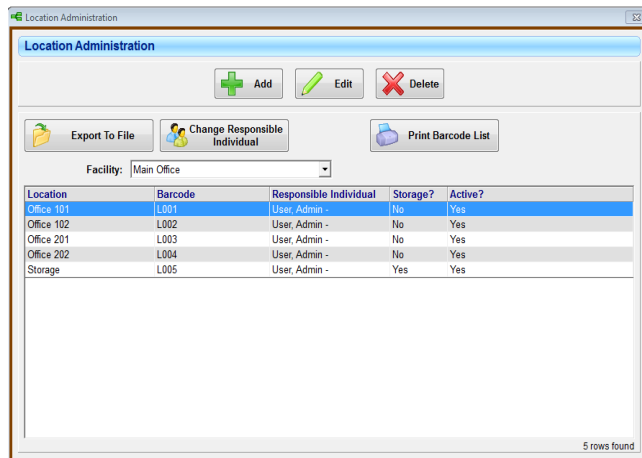 Location Administration
Location Administration
Add Edit Delete
Export To File Change Responsible Individual Print Barcode List
Facility: Main Office
Location Barcode Responsible Individual Storage? Active?
Office 101 L001 User, Admin - No Yes
Office 102 L002 User, Admin - No Yes
Office 201 L003 User, Admin - No Yes
Office 202 L004 User, Admin - No Yes
Storage L005 User, Admin - Yes Yes
5 rows found